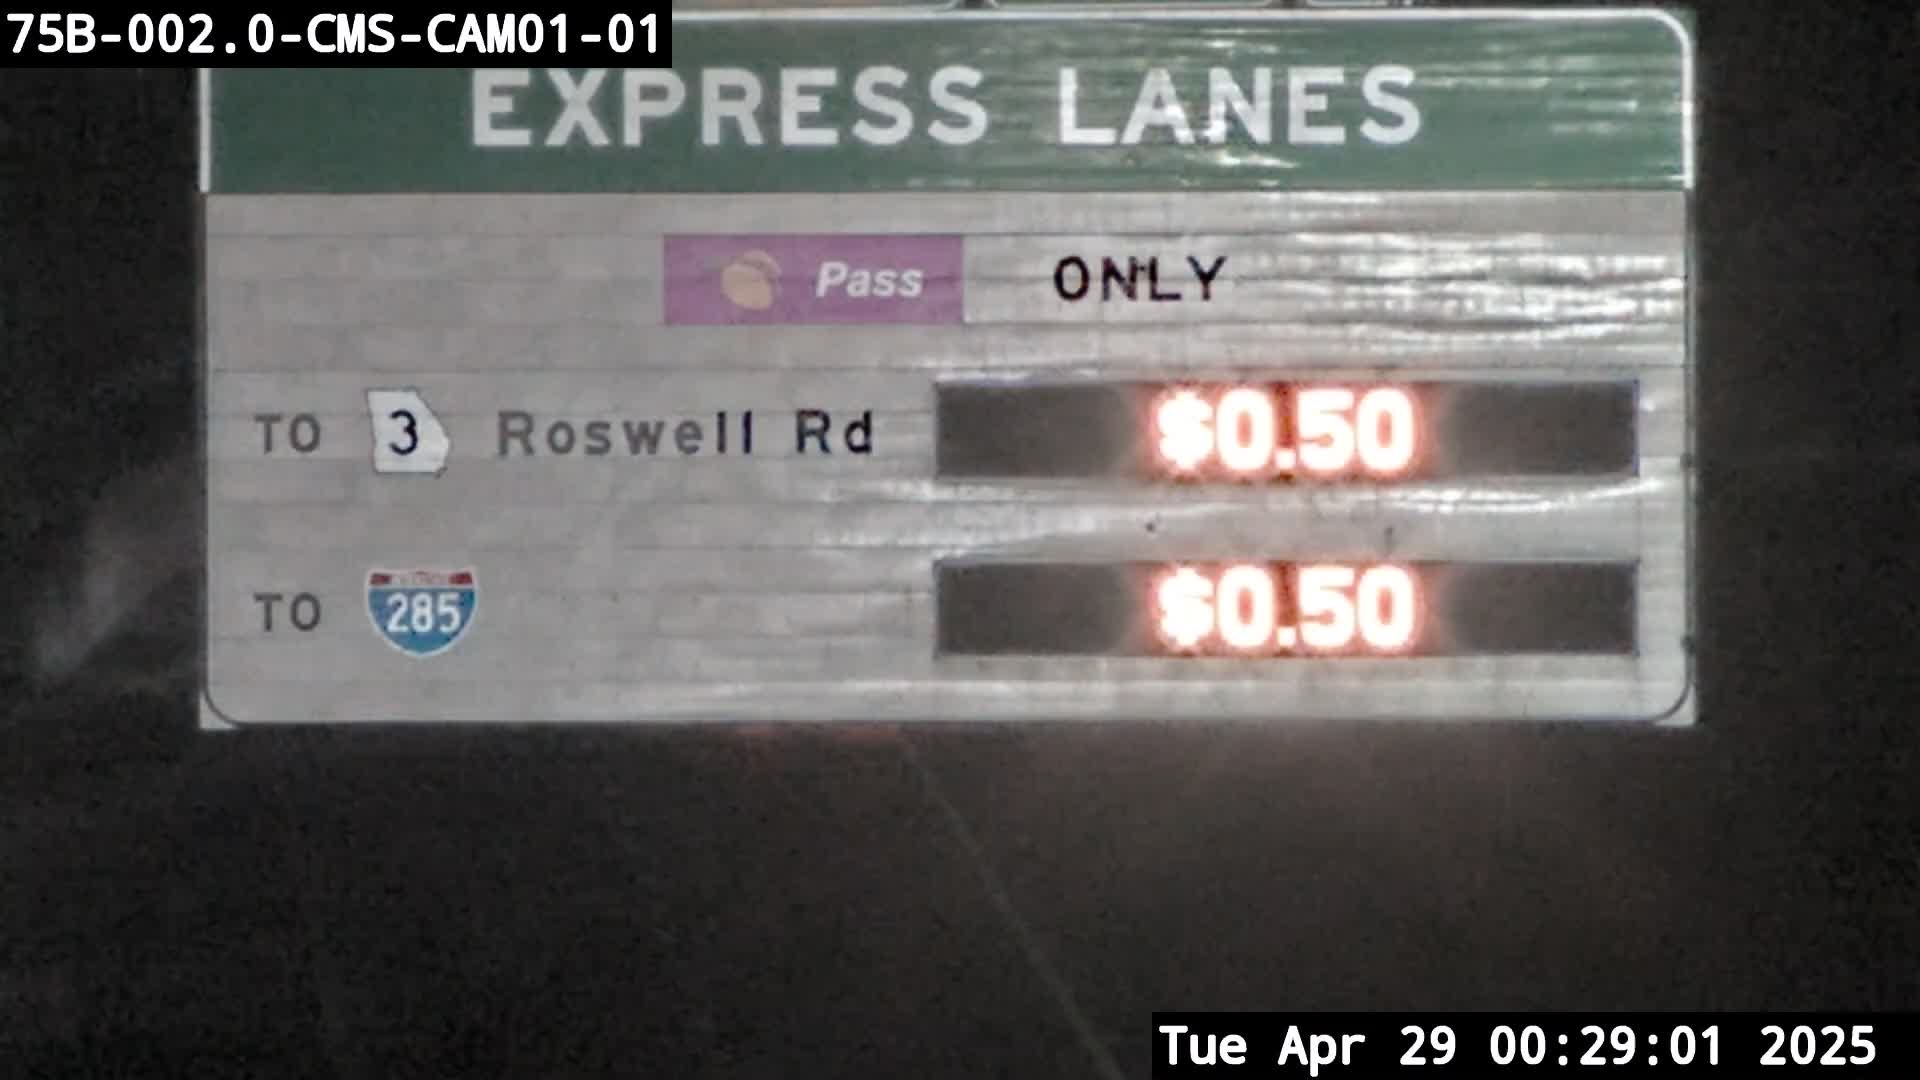 75B-002.0-CMS-CAM01-01
EXPRESS LANES
Pass ONLY
TO 3 Roswell Rd $0.50
TO 285 $0.50
Tue Apr 29 00:29:01 2025